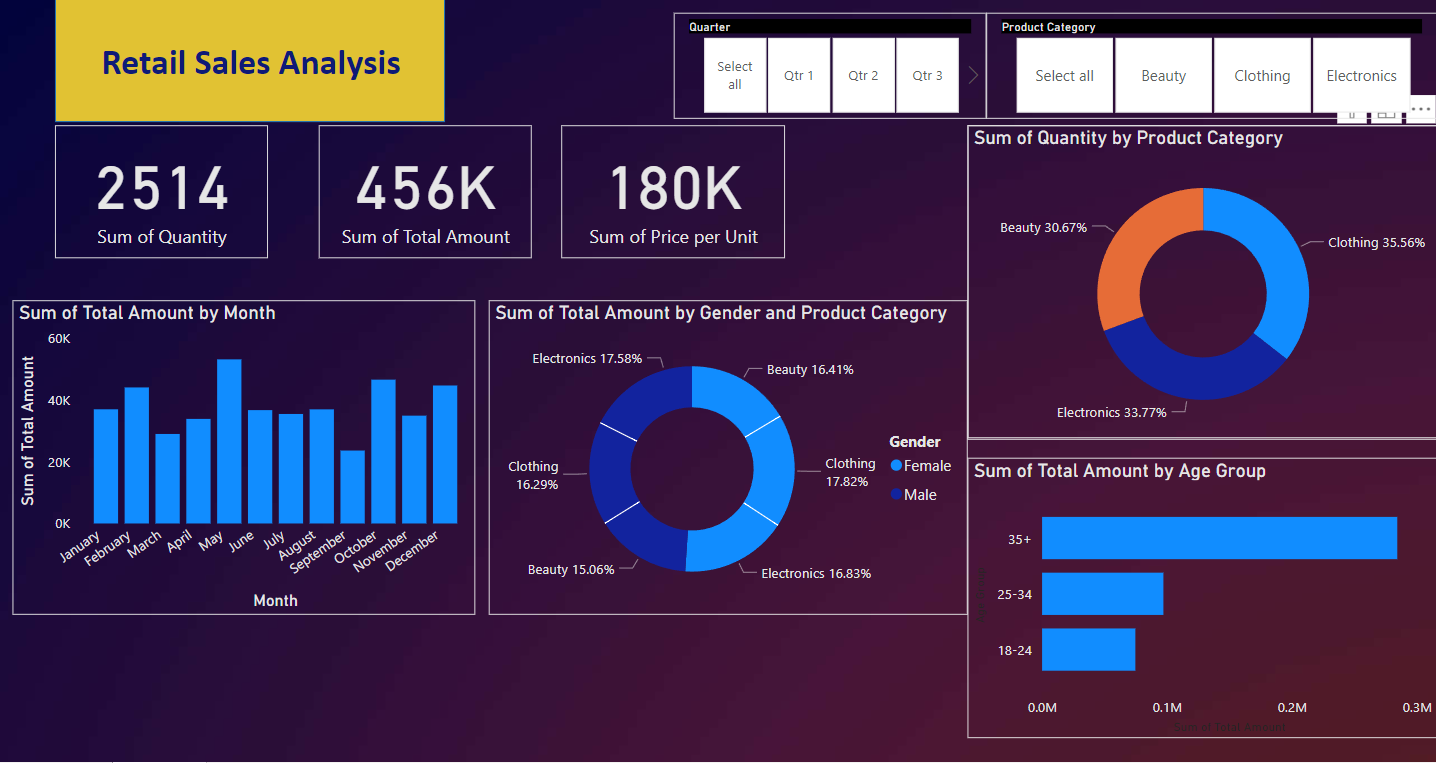 Retail Sales Analysis
Quarter
Select
all
Qtr 1
Qtr 2
Qtr 3
Product Category
Select all
Beauty
Clothing
Electronics
2514
Sum of Quantity
456K
Sum of Total Amount
180K
Sum of Price per Unit
Sum of Quantity by Product Category
Beauty 30.67%
Clothing 35.56%
Electronics 33.77%
Sum of Total Amount by Month
Sum of Total Amount
60K
40K
20K
0K
January
February
March
April
May
June
July
August
September
October
November
December
Month
Sum of Total Amount by Gender and Product Category
Electronics 17.58%
Beauty 16.41%
Clothing
16.29%
Clothing
17.82%
Beauty 15.06%
Electronics 16.83%
Gender
Female
Male
Sum of Total Amount by Age Group
35+
25-34
18-24
0.0M
0.1M
0.2M
0.3M
Sum of Total Amount